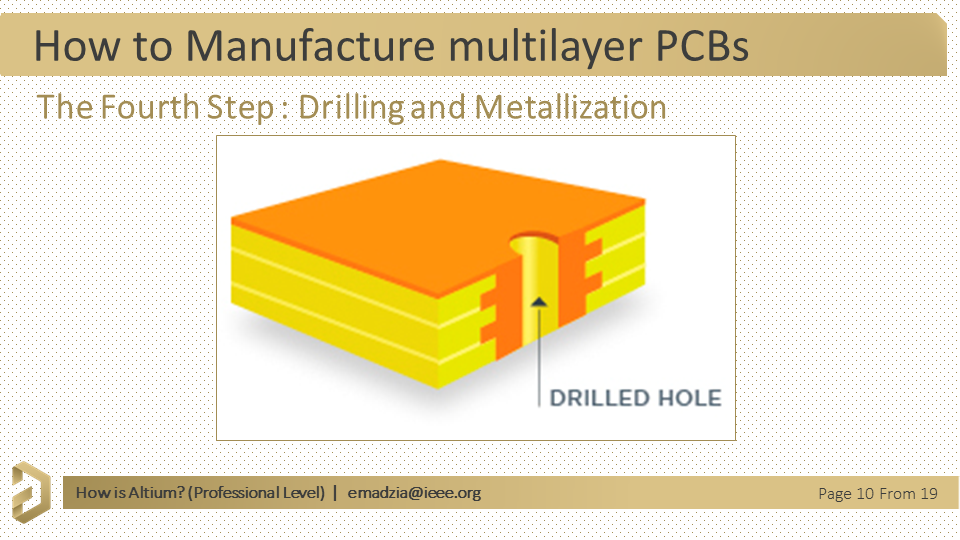 How to Manufacture multilayer PCBs
The Fourth Step : Drilling and Metallization
DRILLED HOLE
How is Altium? (Professional Level) | emadzia@ieee.org
Page 10 From 19